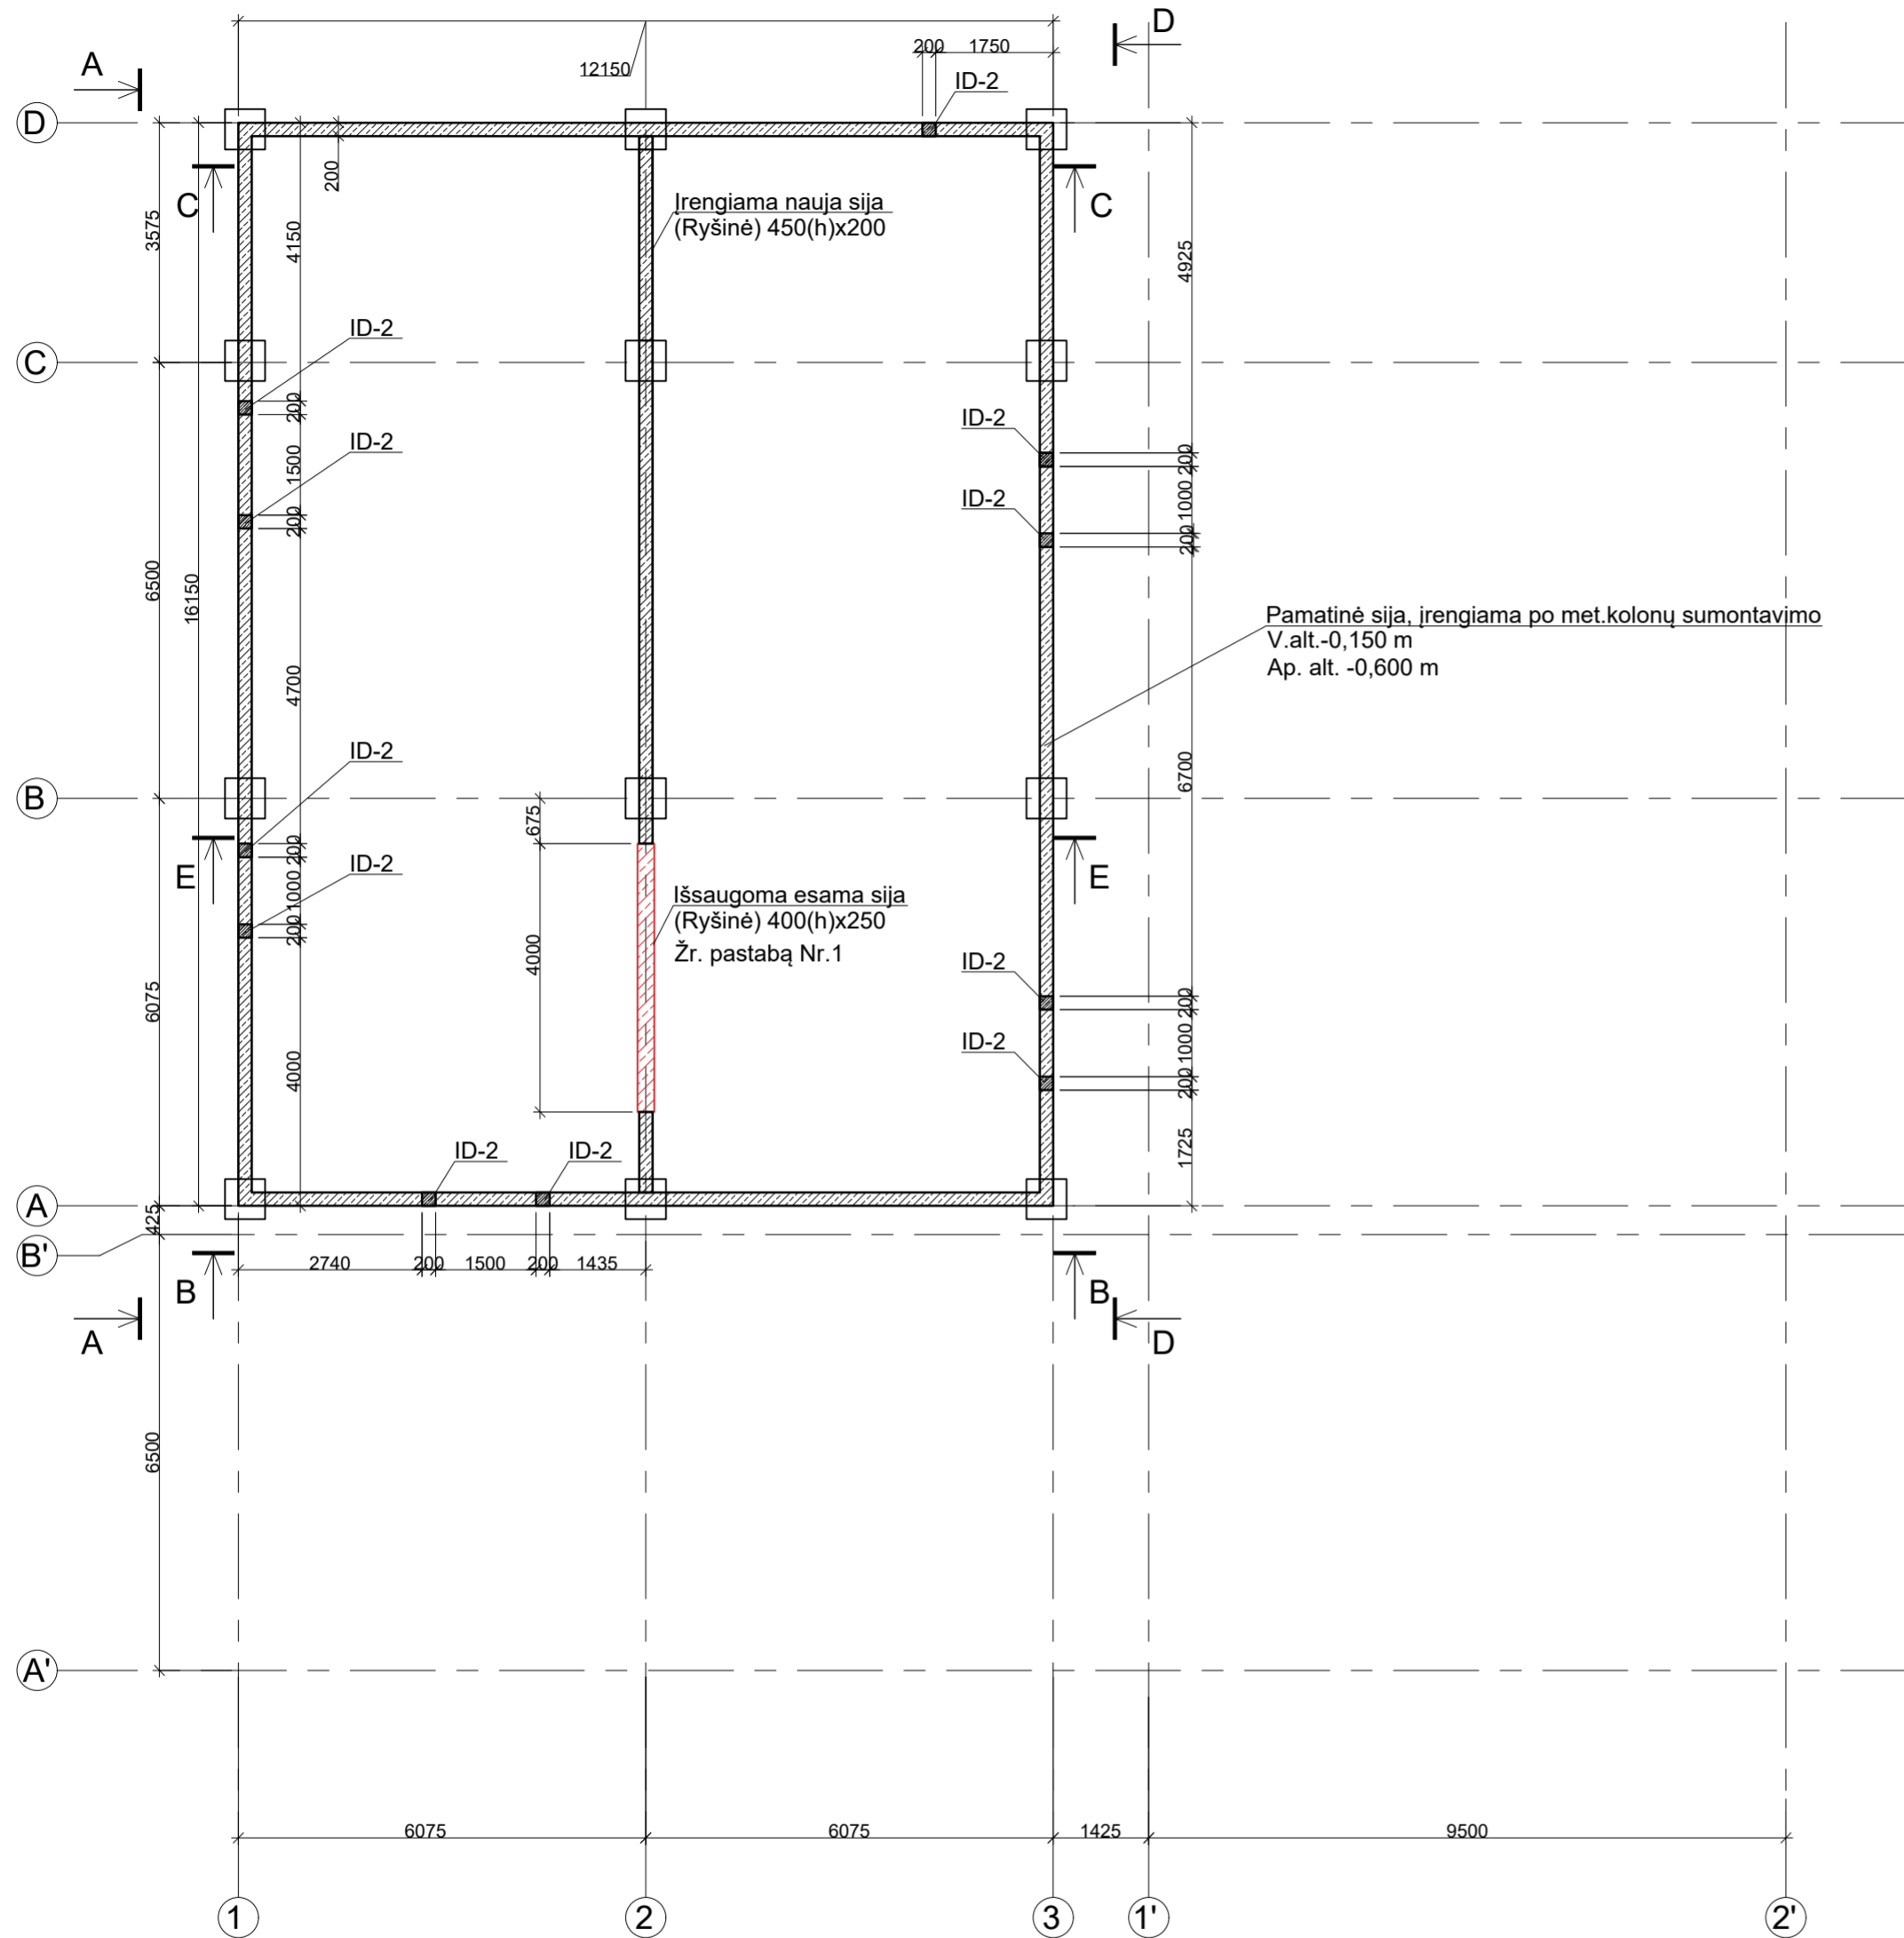 D
A
200
1750
12150
ID-2
D
200
C
C
Įrengiama nauja sija
(Ryšinė) 450(h)x200
3575
4150
4925
ID-2
C
200
ID-2
ID-2
1500
200
200
ID-2
1000
200
6500
16150
Pamatinė sija, įrengiama po met.kolonų sumontavimo
V.alt.-0,150 m
Ap. alt. -0,600 m
4700
6700
ID-2
B
675
200
E
E
ID-2
1000
Išsaugoma esama sija
(Ryšinė) 400(h)x250
Žr. pastabą Nr.1
200
4000
ID-2
200
6075
ID-2
1000
4000
200
ID-2
ID-2
1725
A
425
B'
2740
200
1500
200
1435
B
B
A
D
6500
A'
6075
6075
1425
9500
1
2
3
1'
2'